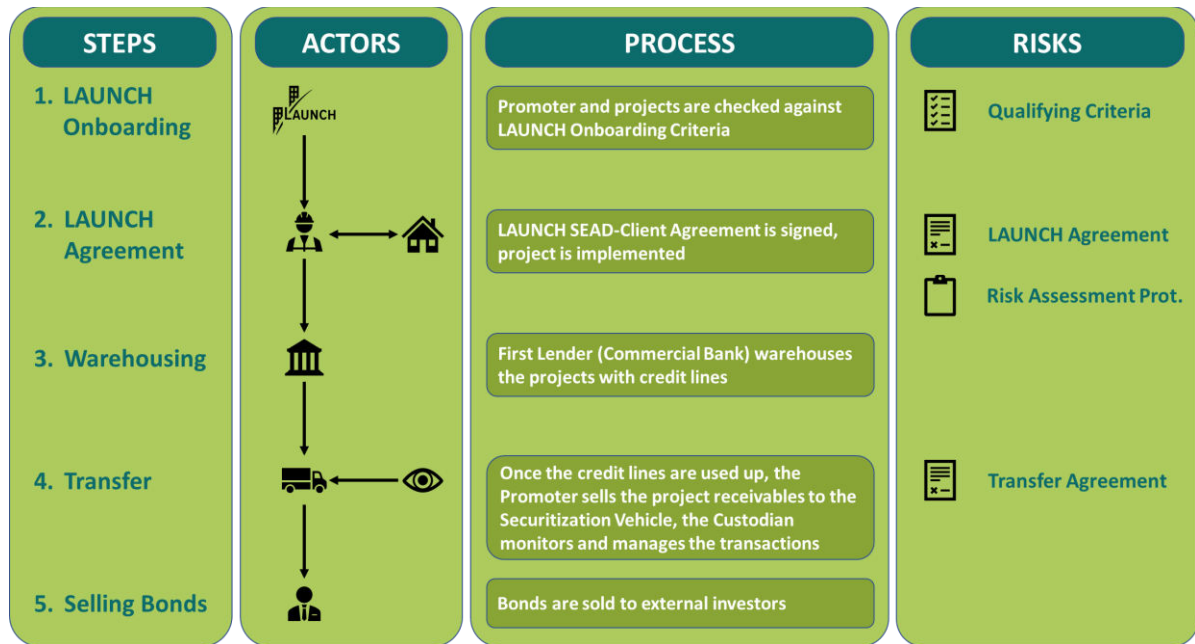 STEPS
ACTORS
PROCESS
RISKS
1. LAUNCH
Onboarding
LAUNCH
Promoter and projects are checked against
LAUNCH Onboarding Criteria
Qualifying Criteria
2. LAUNCH
Agreement
LAUNCH SEAD-Client Agreement is signed,
project is implemented
LAUNCH Agreement
Risk Assessment Prot.
3. Warehousing
First Lender (Commercial Bank) warehouses
the projects with credit lines
4. Transfer
Once the credit lines are used up, the
Promoter sells the project receivables to the
Securitization Vehicle, the Custodian
monitors and manages the transactions
Transfer Agreement
5. Selling Bonds
Bonds are sold to external investors